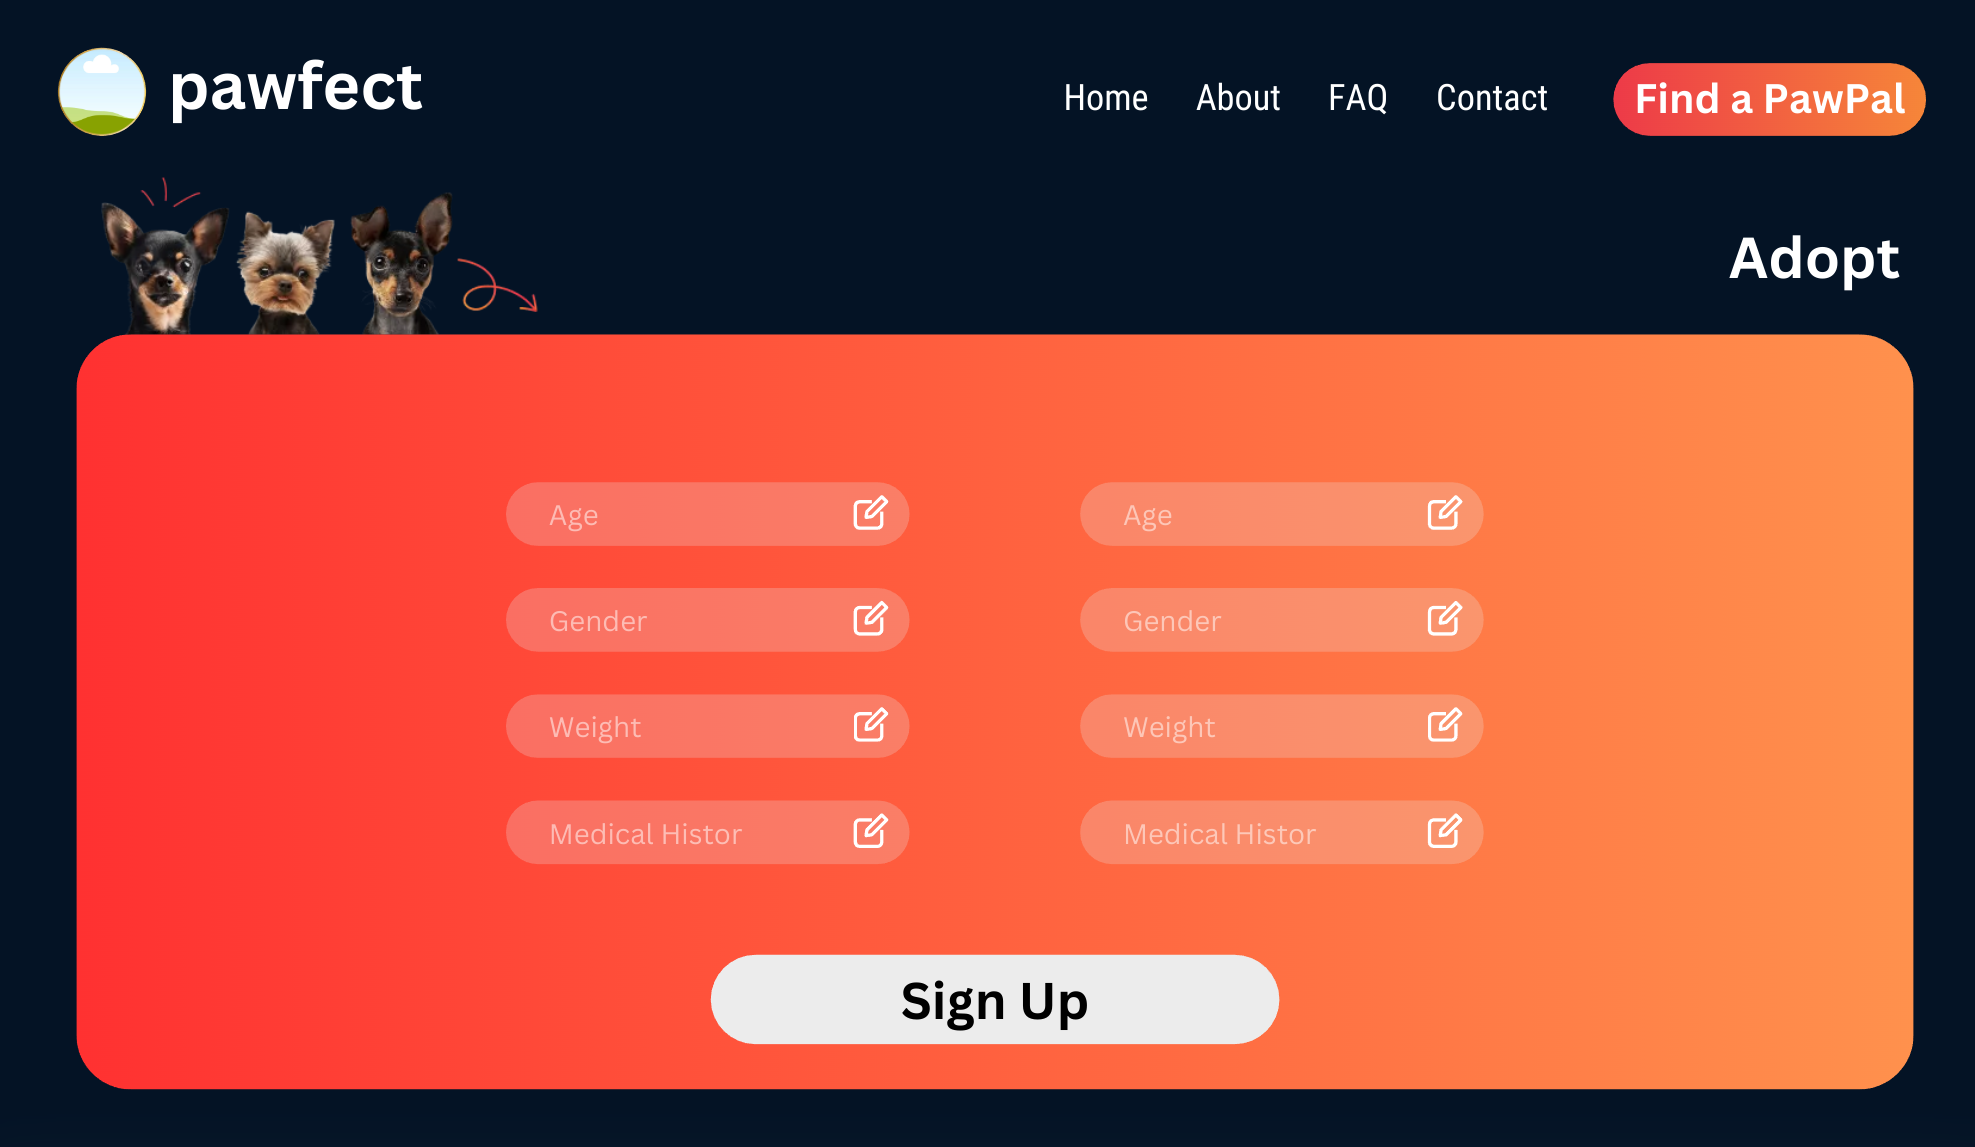 pawfect
Home About FAQ Contact Find a PawPal
Adopt
Age Age
Gender Gender
Weight Weight
Medical Histor Medical Histor
Sign Up